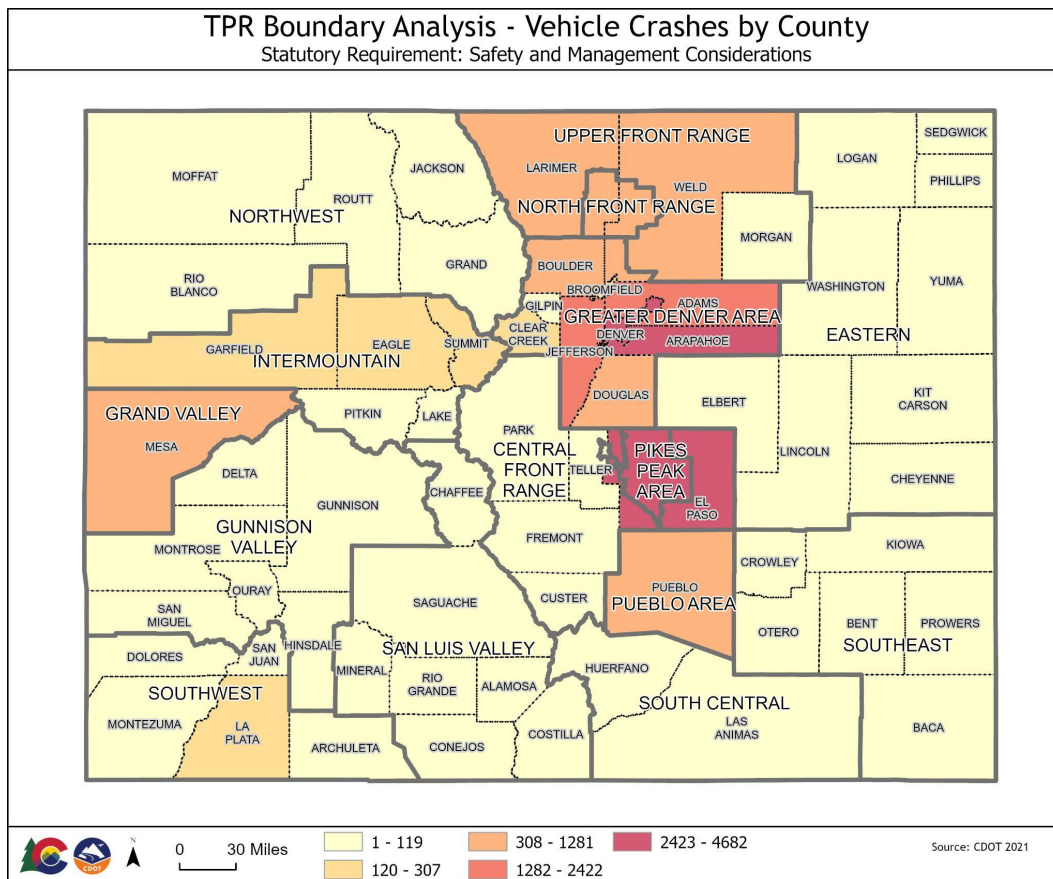 TPR Boundary Analysis - Vehicle Crashes by County
Statutory Requirement: Safety and Management Considerations
UPPER FRONT RANGE
SEDGWICK
LOGAN
JACKSON
LARIMER
MOFFAT
PHILLIPS
WELD
ROUTT
NORTH FRONT RANGE
NORTHWEST
MORGAN
GRAND
BOULDER
RIO
BLANCO
YUMA
WASHINGTON
BROOMFIELD
GILPIN
ADAMS
GREATER DENVER AREA
CLEAR
CREEK
DENVER
EASTERN
EAGLE
SUMMIT
ARAPAHOE
GARFIELD
JEFFERSON
INTERMOUNTAIN
DOUGLAS
KIT
CARSON
ELBERT
GRAND VALLEY
PITKIN
LAKE
PARK
MESA
CENTRAL
FRONT
RANGE
PIKES
PEAK
AREA
LINCOLN
TELLER
DELTA
CHEYENNE
CHAFFEE
EL
PASO
GUNNISON
GUNNISON
VALLEY
FREMONT
KIOWA
MONTROSE
CROWLEY
OURAY
PUEBLO
PUEBLO AREA
CUSTER
SAGUACHE
SAN
MIGUEL
OTERO
BENT
PROWERS
SOUTHEAST
SAN
JUAN
HINSDALE
SAN LUIS VALLEY
DOLORES
MINERAL
HUERFANO
RIO
GRANDE
ALAMOSA
SOUTHWEST
SOUTH CENTRAL
MONTEZUMA
LA
PLATA
LAS
ANIMAS
BACA
COSTILLA
ARCHULETA
CONEJOS
CDOT
N
0 30 Miles
1 - 119
120 - 307
308 - 1281
1282 - 2422
2423 - 4682
Source: CDOT 2021